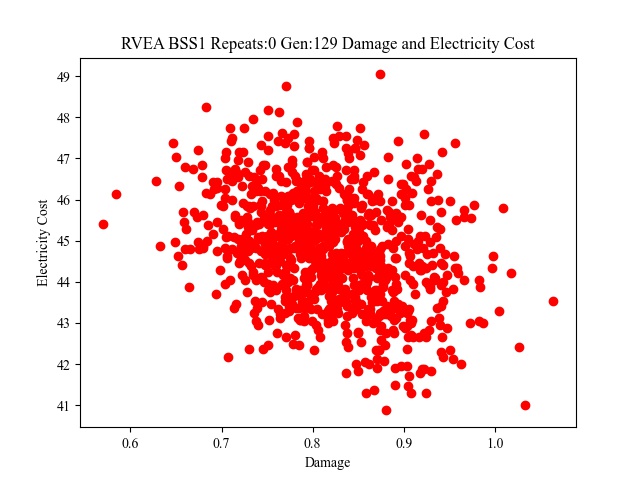 RVEA BSS1 Repeats:0 Gen:129 Damage and Electricity Cost
49
48
47
46
45
44
43
42
41
Electricity Cost
0.6 0.7 0.8 0.9 1.0
Damage